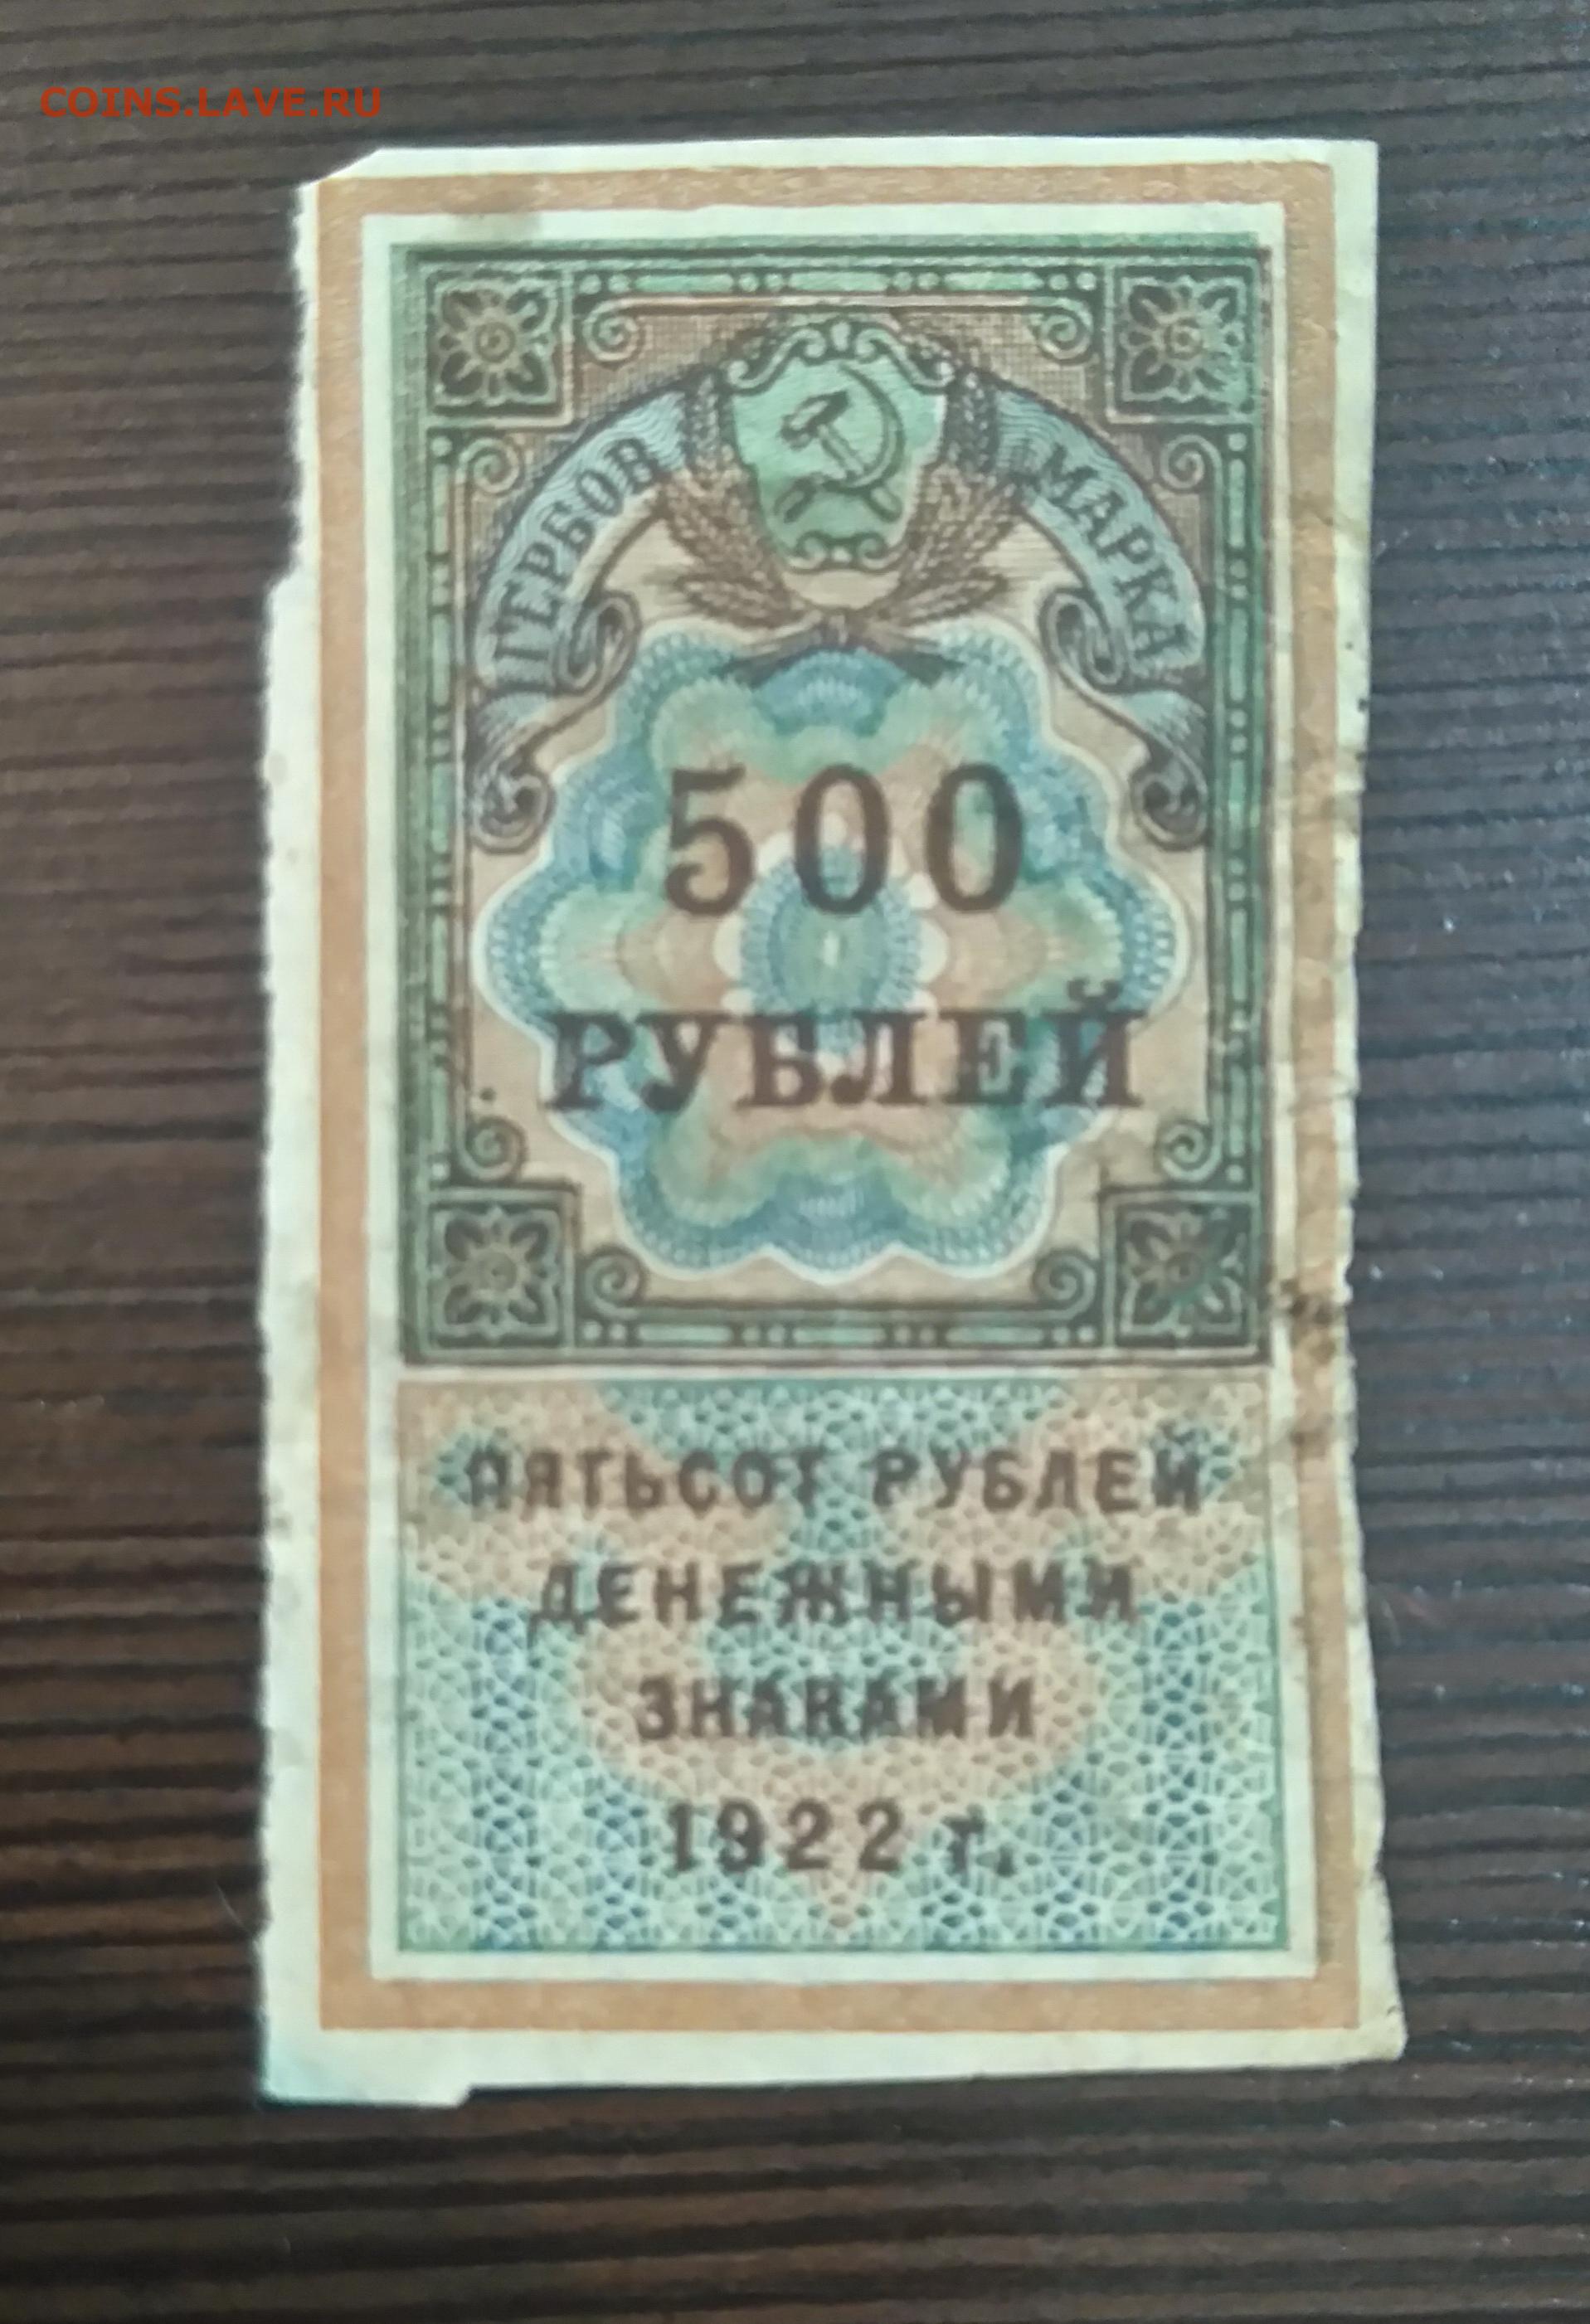 COINS.LAVE.RU
ГЕРБОВ МАРКА
500
РУБЛЕЙ
ПЯТЬСОТ РУБЛЕЙ
ДЕНЕЖНЫМИ
ЗНАКАМИ
1922 г.